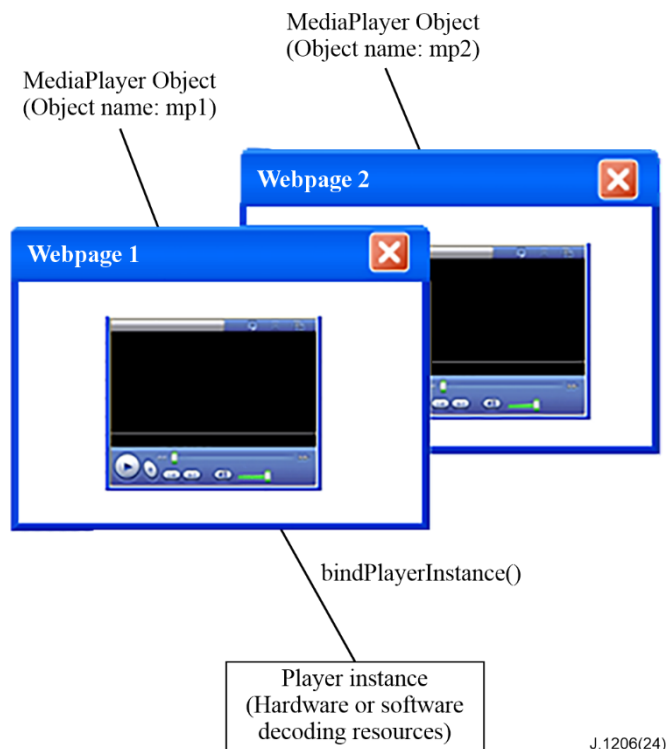 MediaPlayer Object
(Object name: mp2)
MediaPlayer Object
(Object name: mp1)
Webpage 2
Webpage 1
bindPlayerInstance()
Player instance
(Hardware or software
decoding resources)
J.1206(24)